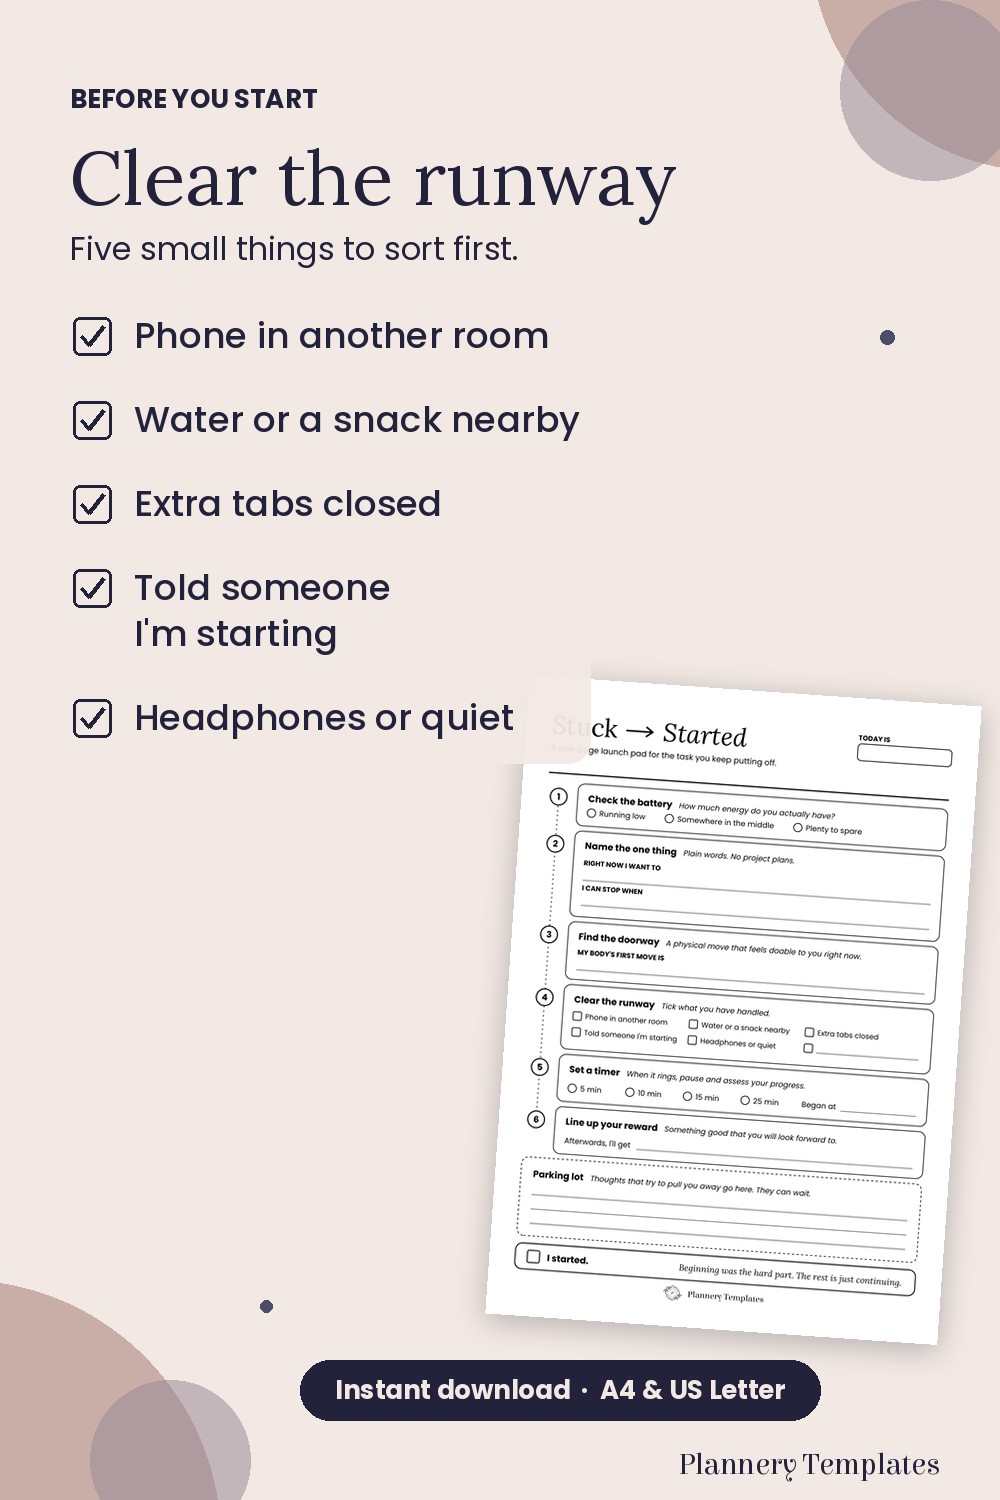 BEFORE YOU START
Clear the runway
Five small things to sort first.
Phone in another room
Water or a snack nearby
Extra tabs closed
Told someone
I'm starting
Headphones or quiet
Stuck → Started
TODAY IS
launch pad for the task you keep putting off.
1
Check the battery How much energy do you actually have?
Running low Somewhere in the middle Plenty to spare
2
Name the one thing Plain words. No project plans.
RIGHT NOW I WANT TO
I CAN STOP WHEN
3
Find the doorway A physical move that feels doable to you right now.
MY BODY'S FIRST MOVE IS
4
Clear the runway Tick what you have handled.
Phone in another room Water or a snack nearby Extra tabs closed
Told someone I'm starting Headphones or quiet
5
Set a timer When it rings, pause and assess your progress.
5 min 10 min 15 min 25 min Began at
6
Line up your reward Something good that you will look forward to.
Afterwords, I'll get
Parking lot Thoughts that try to pull you away go here. They can wait.
I started. Beginning was the hard part. The rest is just continuing.
Plannery Templates
Instant download · A4 & US Letter
Plannery Templates